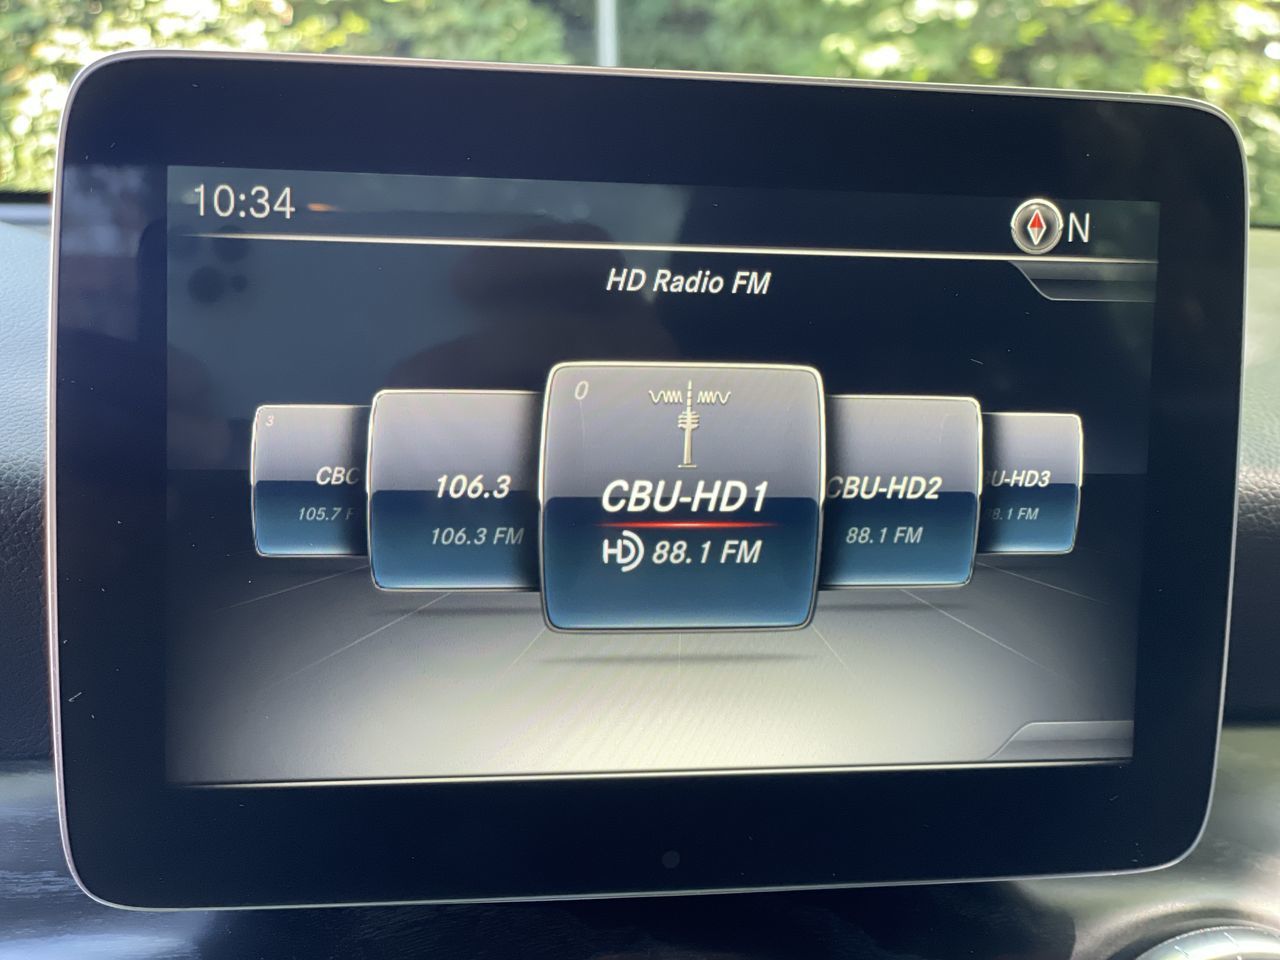 10:34
N
HD Radio FM
3
CBC
105.7 F
106.3
106.3 FM
0
CBU-HD1
HD 88.1 FM
CBU-HD2
88.1 FM
U-HD3
8.1 FM